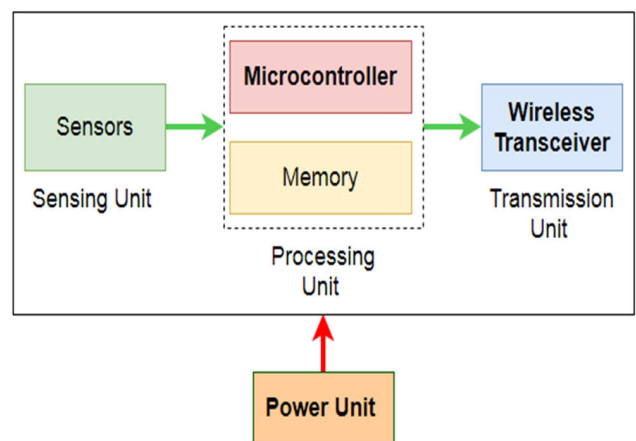 Sensors
Sensing Unit
Microcontroller
Memory
Processing
Unit
Wireless
Transceiver
Transmission
Unit
Power Unit